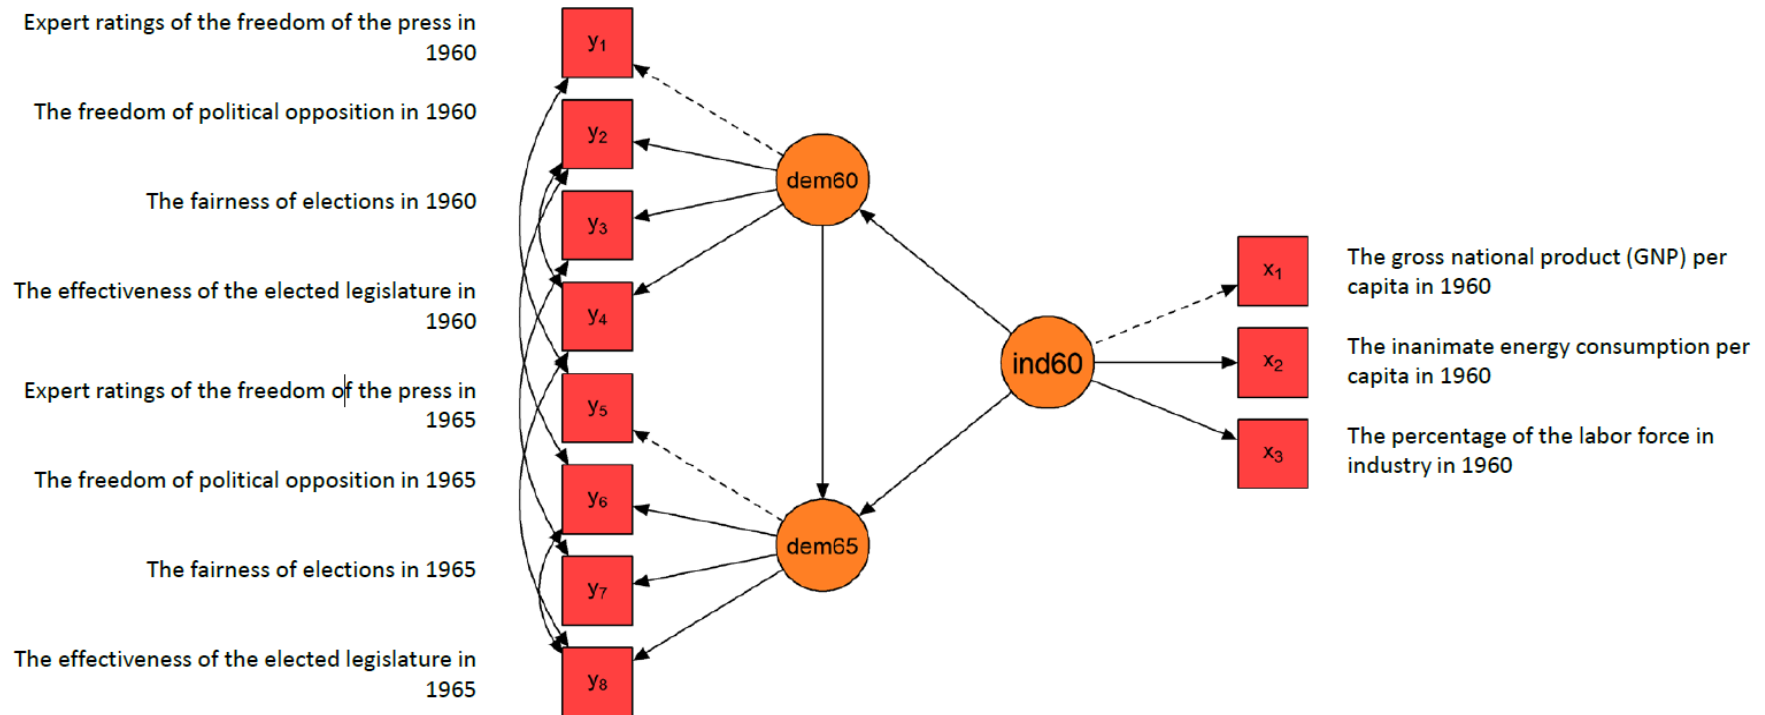 Expert ratings of the freedom of the press in
1960
The freedom of political opposition in 1960
The fairness of elections in 1960
The effectiveness of the elected legislature in
1960
Expert ratings of the freedom of the press in
1965
The freedom of political opposition in 1965
The fairness of elections in 1965
The effectiveness of the elected legislature in
1965
y₁
y₂
y₃
y₄
y₅
y₆
y₇
y₈
dem60
dem65
ind60
x₁
x₂
x₃
The gross national product (GNP) per
capita in 1960
The inanimate energy consumption per
capita in 1960
The percentage of the labor force in
industry in 1960